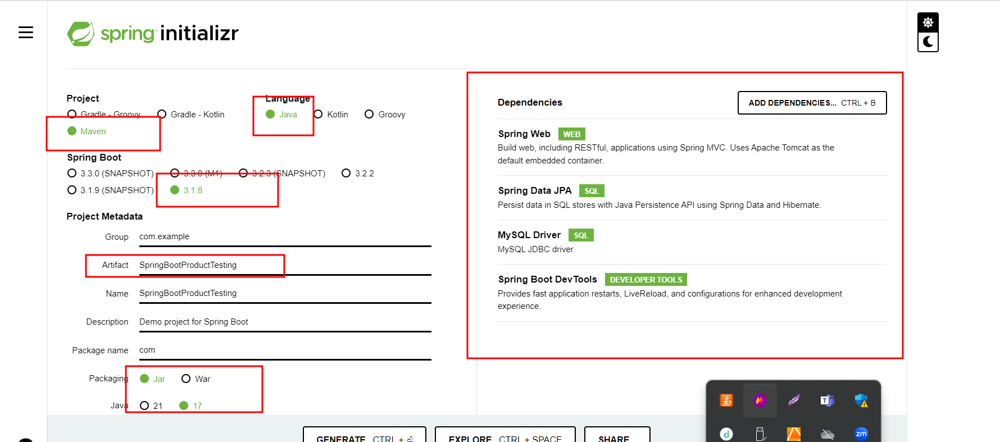 spring initializr
Project
Gradle - Groovy
Gradle - Kotlin
Maven
Language
Java
Kotlin
Groovy
Spring Boot
3.3.0 (SNAPSHOT)
3.3.0 (M1)
3.2.3 (SNAPSHOT)
3.2.2
3.1.9 (SNAPSHOT)
3.1.8
Project Metadata
Group com.example
Artifact SpringBootProductTesting
Name SpringBootProductTesting
Description Demo project for Spring Boot
Package name com
Packaging Jar War
Java 21 17
Dependencies
ADD DEPENDENCIES... CTRL + B
Spring Web WEB
Build web, including RESTful, applications using Spring MVC. Uses Apache Tomcat as the
default embedded container.
Spring Data JPA SQL
Persist data in SQL stores with Java Persistence API using Spring Data and Hibernate.
MySQL Driver SQL
MySQL JDBC driver.
Spring Boot DevTools DEVELOPER TOOLS
Provides fast application restarts, LiveReload, and configurations for enhanced development
experience.
GENERATE CTRL + ⏎
EXPLORE CTRL + SPACE
SHARE
T
d
zm